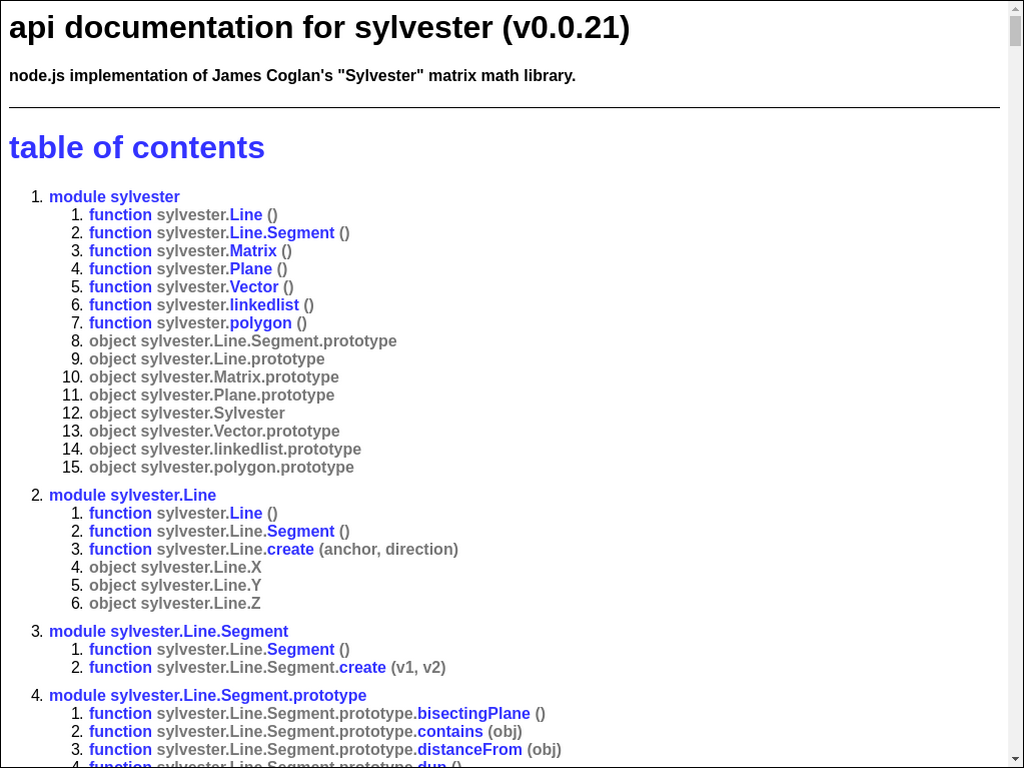 api documentation for sylvester (v0.0.21)
node.js implementation of James Coglan's "Sylvester" matrix math library.
table of contents
1. module sylvester
1. function sylvester.Line ()
2. function sylvester.Line.Segment ()
3. function sylvester.Matrix ()
4. function sylvester.Plane ()
5. function sylvester.Vector ()
6. function sylvester.linkedlist ()
7. function sylvester.polygon ()
8. object sylvester.Line.Segment.prototype
9. object sylvester.Line.prototype
10. object sylvester.Matrix.prototype
11. object sylvester.Plane.prototype
12. object sylvester.Sylvester
13. object sylvester.Vector.prototype
14. object sylvester.linkedlist.prototype
15. object sylvester.polygon.prototype
2. module sylvester.Line
1. function sylvester.Line ()
2. function sylvester.Line.Segment ()
3. function sylvester.Line.create (anchor, direction)
4. object sylvester.Line.X
5. object sylvester.Line.Y
6. object sylvester.Line.Z
3. module sylvester.Line.Segment
1. function sylvester.Line.Segment ()
2. function sylvester.Line.Segment.create (v1, v2)
4. module sylvester.Line.Segment.prototype
1. function sylvester.Line.Segment.prototype.bisectingPlane ()
2. function sylvester.Line.Segment.prototype.contains (obj)
3. function sylvester.Line.Segment.prototype.distanceFrom (obj)
4. function sylvester.Line.Segment.prototype.dup ()